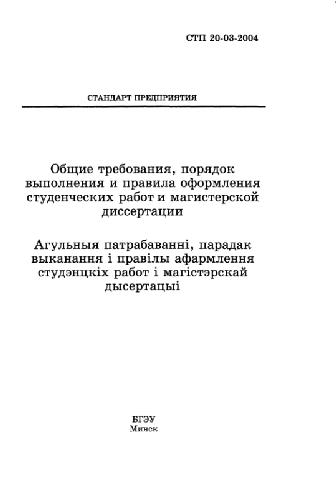 СТП 20-03-2004
СТАНДАРТ ПРЕДПРИЯТИЯ
Общие требования, порядок
выполнения и правила оформления
студенческих работ и магистерской
диссертации
Агульныя патрабаванні, парадак
выканання і правілы афармлення
студэнцкіх работ і магістэрскай
дысертацыі
БГЭУ
Минск